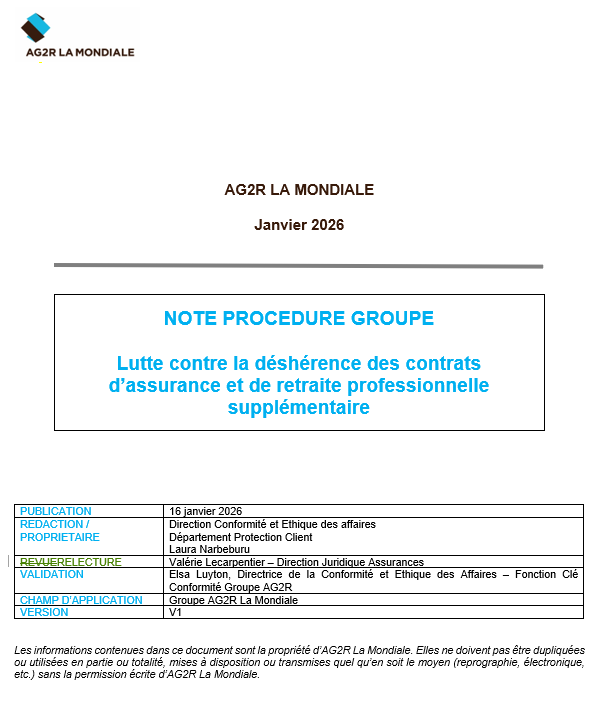 AG2R LA MONDIALE
AG2R LA MONDIALE
Janvier 2026
NOTE PROCEDURE GROUPE
Lutte contre la déshérence des contrats
d’assurance et de retraite professionnelle
supplémentaire
PUBLICATION 16 janvier 2026
REDACTION / Direction Conformité et Ethique des affaires
PROPRIETAIRE Département Protection Client
Laura Narbeburu
REVUERELECTURE Valérie Lecarpentier – Direction Juridique Assurances
VALIDATION Elsa Luyton, Directrice de la Conformité et Ethique des Affaires – Fonction Clé
Conformité Groupe AG2R
CHAMP D'APPLICATION Groupe AG2R La Mondiale
VERSION V1
Les informations contenues dans ce document sont la propriété d’AG2R La Mondiale. Elles ne doivent pas être dupliquées
ou utilisées en partie ou totalité, mises à disposition ou transmises quel qu’en soit le moyen (reprographie, électronique,
etc.) sans la permission écrite d’AG2R La Mondiale.